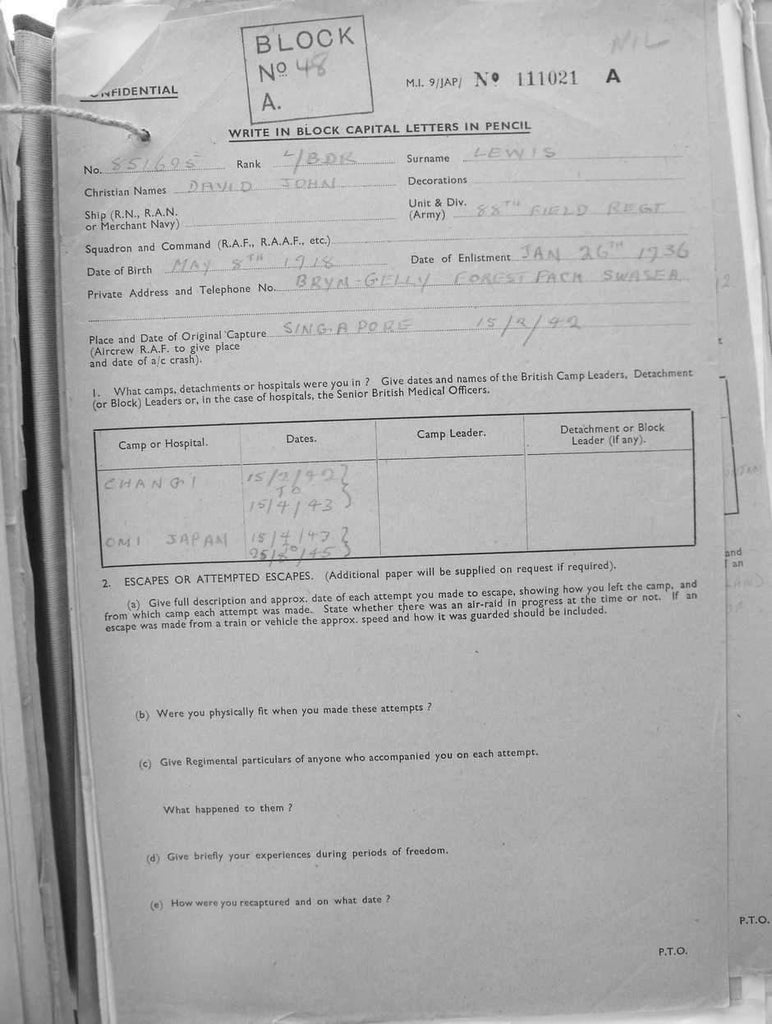 BLOCK
Nº 48
A.
NIL
NFIDENTIAL
M.I. 9/JAP/ Nº 111021 A
WRITE IN BLOCK CAPITAL LETTERS IN PENCIL
No. 851695 Rank L/BDR Surname LEWIS
Christian Names DAVID JOHN Decorations
Ship (R.N., R.A.N. or Merchant Navy)
Unit & Div. (Army) 88TH FIELD REGT
Squadron and Command (R.A.F., R.A.A.F., etc.)
Date of Birth MAY 8TH 1918 Date of Enlistment JAN 26TH 1936
Private Address and Telephone No. BRYN-GELLY FOREST FACH SWASEA
Place and Date of Original Capture SINGAPORE 15/2/42
(Aircrew R.A.F. to give place
and date of a/c crash).
1. What camps, detachments or hospitals were you in ? Give dates and names of the British Camp Leaders, Detachment
(or Block) Leaders or, in the case of hospitals, the Senior British Medical Officers.
Camp or Hospital. Dates. Camp Leader. Detachment or Block
Leader (if any).
CHANGI 15/2/42
TO
15/4/43
OMI JAPAN 15/4/43
2. ESCAPES OR ATTEMPTED ESCAPES. (Additional paper will be supplied on request if required).
(a) Give full description and approx. date of each attempt you made to escape, showing how you left the camp, and
from which camp each attempt was made. State whether there was an air-raid in progress at the time or not. If an
escape was made from a train or vehicle the approx. speed and how it was guarded should be included.
(b) Were you physically fit when you made these attempts ?
(c) Give Regimental particulars of anyone who accompanied you on each attempt.
What happened to them ?
(d) Give briefly your experiences during periods of freedom.
(e) How were you recaptured and on what date ?
P.T.O.
and
an
P.T.O.